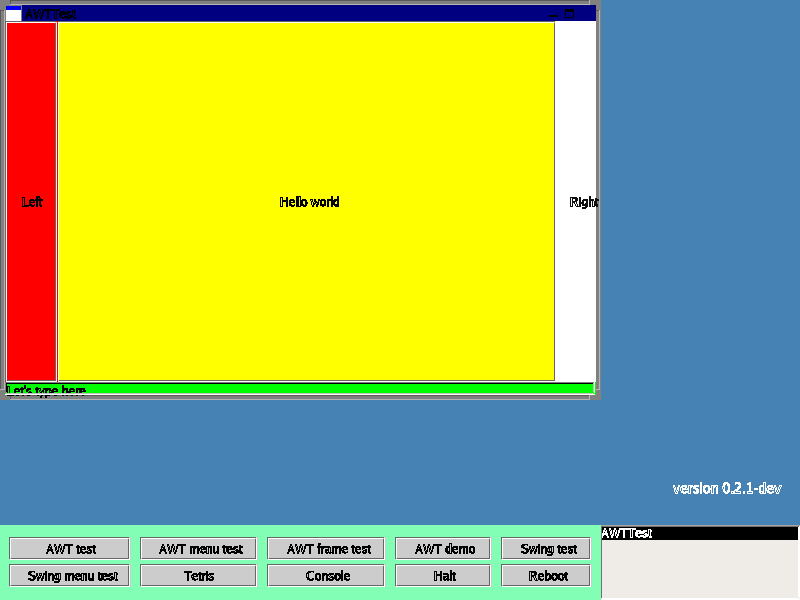 AWTTest
Left Hello world Right
Let's type here
version 0.2.1-dev
AWTTest
AWT test AWT menu test AWT frame test AWT demo Swing test
Swing menu test Tetris Console Halt Reboot